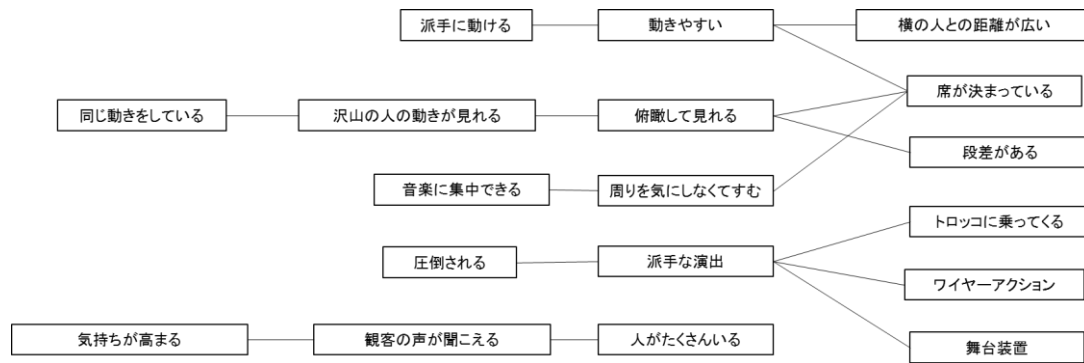 派手に動ける
動きやすい
横の人との距離が広い
席が決まっている
同じ動きをしている
沢山の人の動きが見れる
俯瞰して見れる
段差がある
音楽に集中できる
周りを気にしなくてすむ
トロッコに乗ってくる
圧倒される
派手な演出
ワイヤーアクション
気持ちが高まる
観客の声が聞こえる
人がたくさんいる
舞台装置